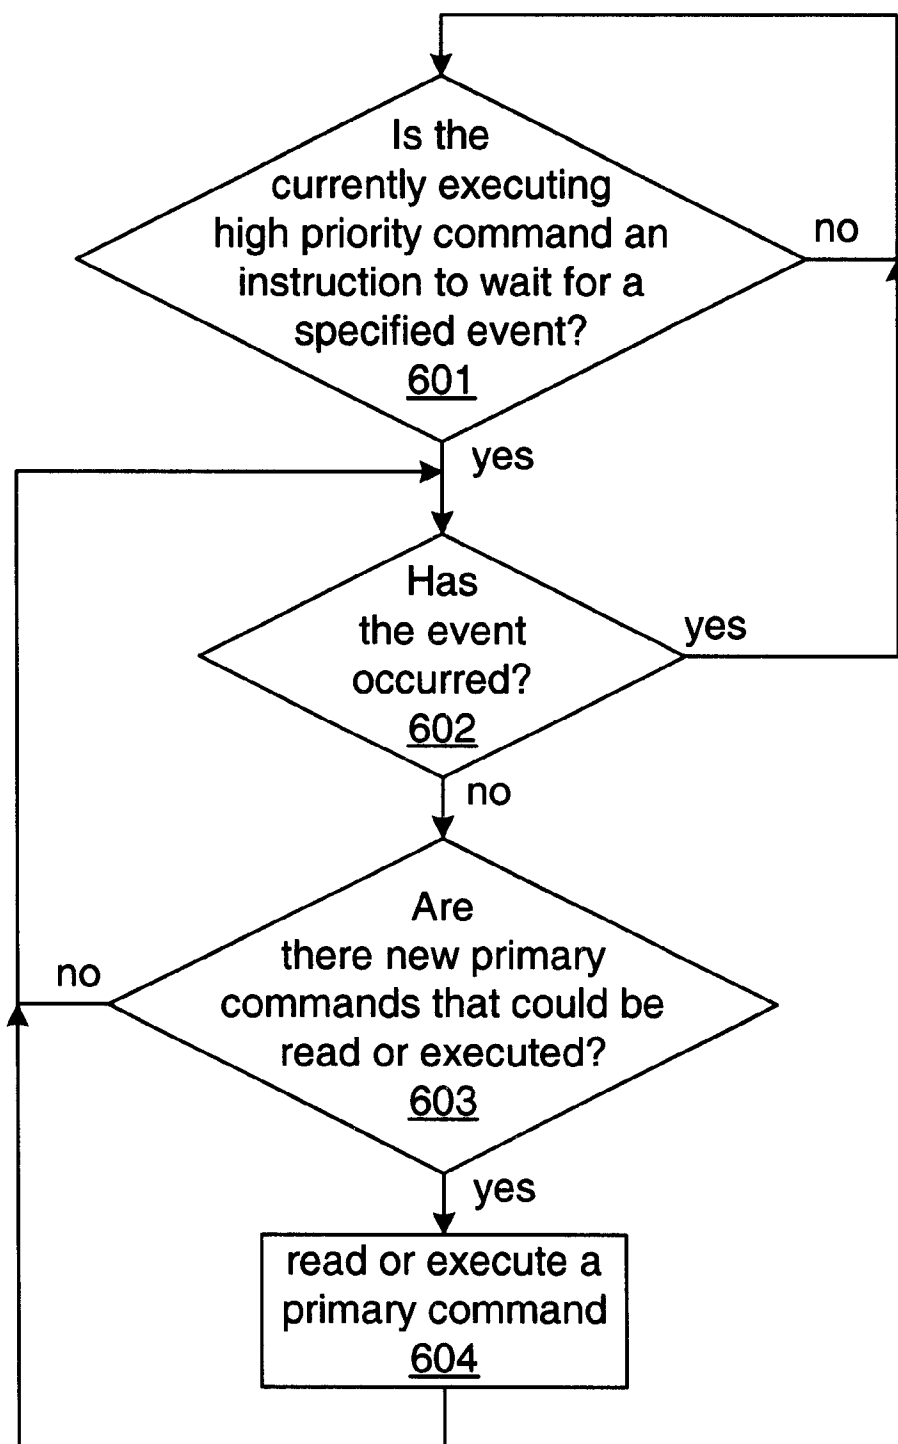 Is the
currently executing
high priority command an
instruction to wait for a
specified event?
601
no
yes
Has
the event
occurred?
602
yes
no
Are
there new primary
commands that could be
read or executed?
603
no
yes
read or execute a
primary command
604